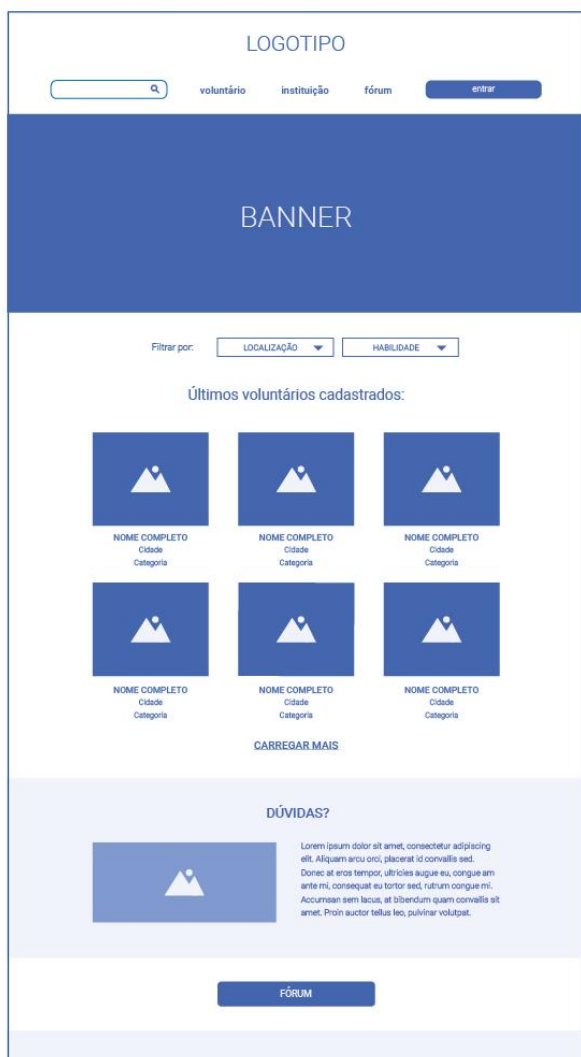 LOGOTIPO
voluntário instituição fórum entrar
BANNER
Filtrar por: LOCALIZAÇÃO HABILIDADE
Últimos voluntários cadastrados:
NOME COMPLETO NOME COMPLETO NOME COMPLETO
Cidade Cidade Cidade
Categoria Categoria Categoria
NOME COMPLETO NOME COMPLETO NOME COMPLETO
Cidade Cidade Cidade
Categoria Categoria Categoria
CARREGAR MAIS
DÚVIDAS?
Lorem ipsum dolor sit amet, consectetur adipiscing
elit. Aliquam arcu orci, placerat id convallis sed.
Donec at eros tempor, ultricies augue eu, congue am
ante mi, consequat eu tortor sed, rutrum congue mi.
Accumsan sem lacus, at bibendum quam convallis sit
amet. Proin auctor tellus leo, pulvinar volutpat.
FÓRUM